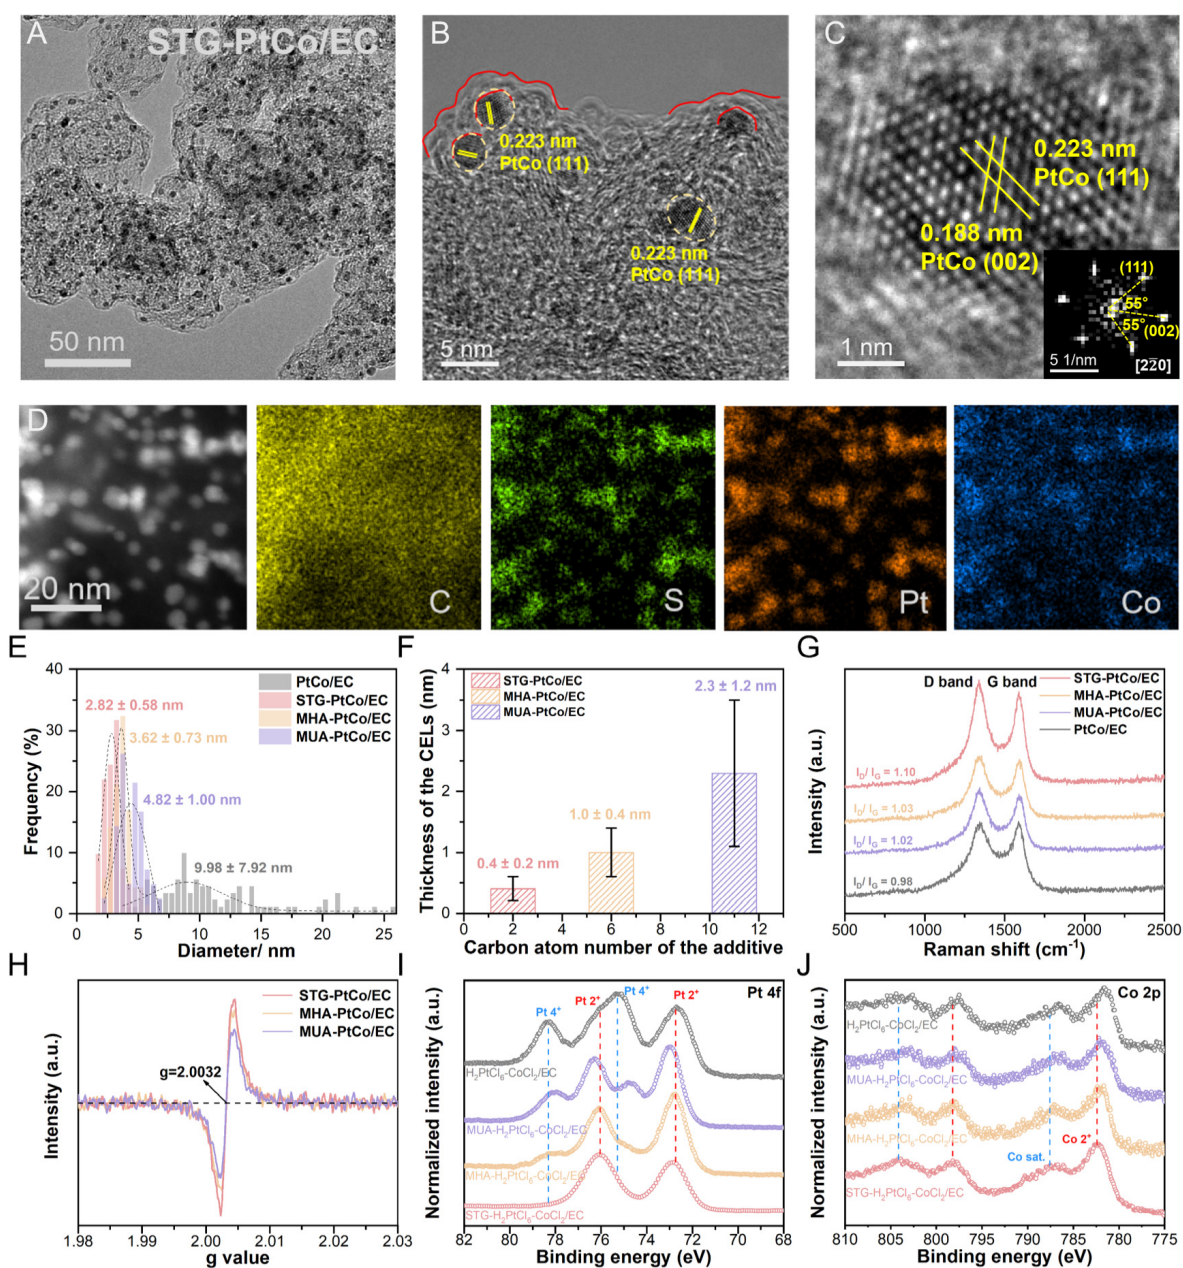 A
STG-PtCo/EC
50 nm
B
0.223 nm
PtCo (111)
0.223 nm
PtCo (111)
5 nm
C
0.223 nm
PtCo (111)
0.188 nm
PtCo (002)
1 nm
(111)
55°
55°
(002)
5 1/nm
[22̅0]
D
20 nm
C
S
Pt
Co
E
Frequency (%)
40
30
20
10
0
PtCo/EC
STG-PtCo/EC
MHA-PtCo/EC
MUA-PtCo/EC
2.82 ± 0.58 nm
3.62 ± 0.73 nm
4.82 ± 1.00 nm
9.98 ± 7.92 nm
0 5 10 15 20 25
Diameter/ nm
F
Thickness of the CELs (nm)
4
3
2
1
0
STG-PtCo/EC
MHA-PtCo/EC
MUA-PtCo/EC
2.3 ± 1.2 nm
1.0 ± 0.4 nm
0.4 ± 0.2 nm
0 2 4 6 8 10 12
Carbon atom number of the additive
G
Intensity (a.u.)
D band G band
STG-PtCo/EC
MHA-PtCo/EC
MUA-PtCo/EC
PtCo/EC
I_D/ I_G = 1.10
I_D/ I_G = 1.03
I_D/ I_G = 1.02
I_D/ I_G = 0.98
500 1000 1500 2000 2500
Raman shift (cm⁻¹)
H
Intensity (a.u.)
STG-PtCo/EC
MHA-PtCo/EC
MUA-PtCo/EC
g=2.0032
1.98 1.99 2.00 2.01 2.02 2.03
g value
I
Normalized intensity (a.u.)
Pt 4f
Pt 4⁺
Pt 2⁺
Pt 4⁺
Pt 2⁺
H₂PtCl₆-CoCl₂/EC
MUA-H₂PtCl₆-CoCl₂/EC
MHA-H₂PtCl₆-CoCl₂/EC
STG-H₂PtCl₆-CoCl₂/EC
82 80 78 76 74 72 70 68
Binding energy (eV)
J
Normalized intensity (a.u.)
Co 2p
H₂PtCl₆-CoCl₂/EC
MUA-H₂PtCl₆-CoCl₂/EC
MHA-H₂PtCl₆-CoCl₂/EC
Co 2⁺
Co sat.
STG-H₂PtCl₆-CoCl₂/EC
810 805 800 795 790 785 780 775
Binding energy (eV)